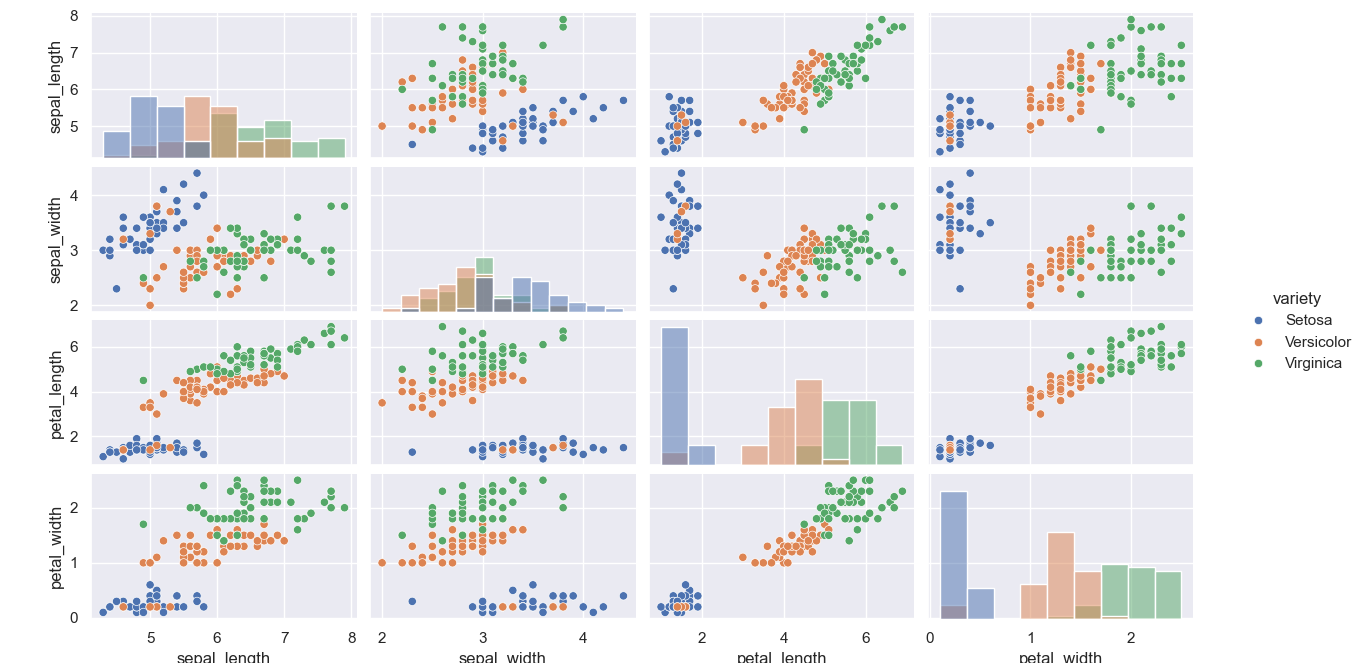 sepal_length
8
7
6
5
sepal_width
4
3
2
petal_length
6
4
2
petal_width
2
1
0
5 6 7 8
2 3 4
2 4 6
0 1 2
sepal_length sepal_width petal_length petal_width
variety
Setosa
Versicolor
Virginica